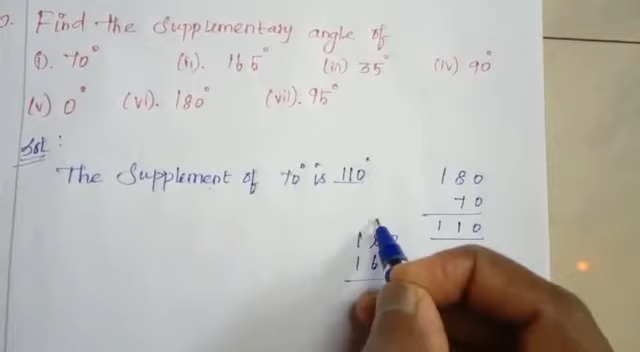 Find the Supplementary angle of
(i). 70° (ii). 165° (iii) 35° (iv) 90°
(v) 0° (vi). 180° (vii). 95°
Sol :
The Supplement of 70° is 110°
180
70
110